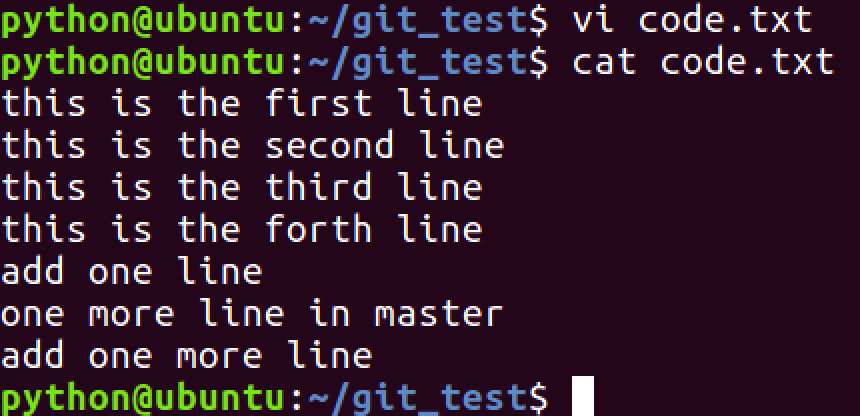 python@ubuntu:~/git_test$ vi code.txt
python@ubuntu:~/git_test$ cat code.txt
this is the first line
this is the second line
this is the third line
this is the forth line
add one line
one more line in master
add one more line
python@ubuntu:~/git_test$